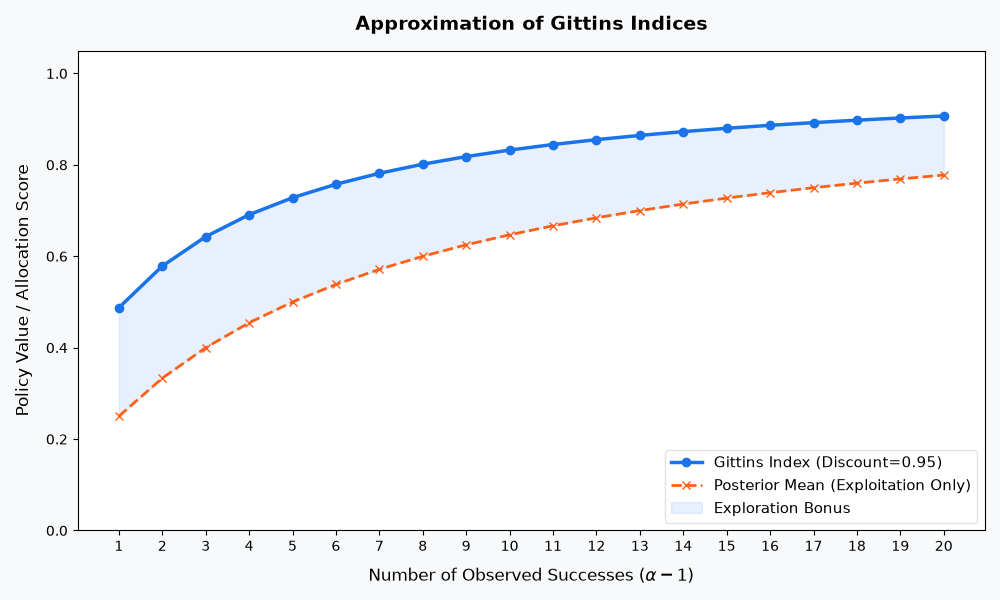 Approximation of Gittins Indices
Policy Value / Allocation Score
1.0
0.8
0.6
0.4
0.2
0.0
Gittins Index (Discount=0.95)
Posterior Mean (Exploitation Only)
Exploration Bonus
1 2 3 4 5 6 7 8 9 10 11 12 13 14 15 16 17 18 19 20
Number of Observed Successes (α − 1)